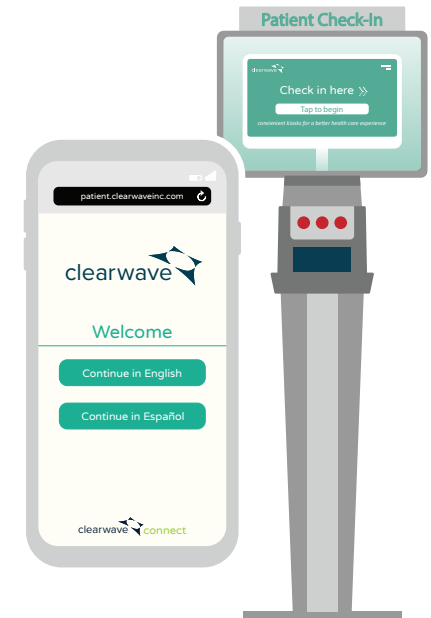 Patient Check-In
clearwave
Check in here
Tap to begin
convenient kiosks for a better health care experience
patient.clearwaveinc.com
clearwave
Welcome
Continue in English
Continue in Español
clearwave connect